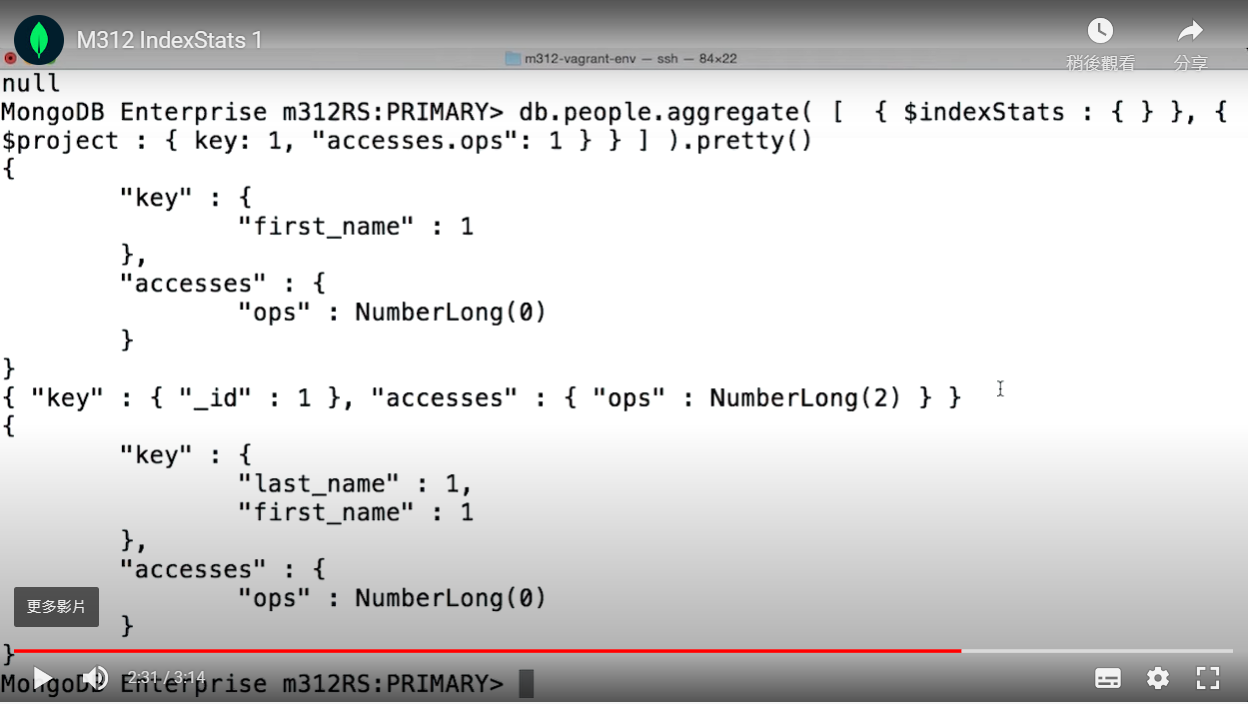 M312 IndexStats 1
稍後觀看
分享
m312-vagrant-env — ssh — 84×22
null
MongoDB Enterprise m312RS:PRIMARY> db.people.aggregate( [  { $indexStats : { } }, {
$project : { key: 1, "accesses.ops": 1 } } ] ).pretty()
{
        "key" : {
                "first_name" : 1
        },
        "accesses" : {
                "ops" : NumberLong(0)
        }
}
{ "key" : { "_id" : 1 }, "accesses" : { "ops" : NumberLong(2) } }
{
        "key" : {
                "last_name" : 1,
                "first_name" : 1
        },
        "accesses" : {
                "ops" : NumberLong(0)
        }
}
更多影片
2:31 / 3:14
MongoDB Enterprise m312RS:PRIMARY>